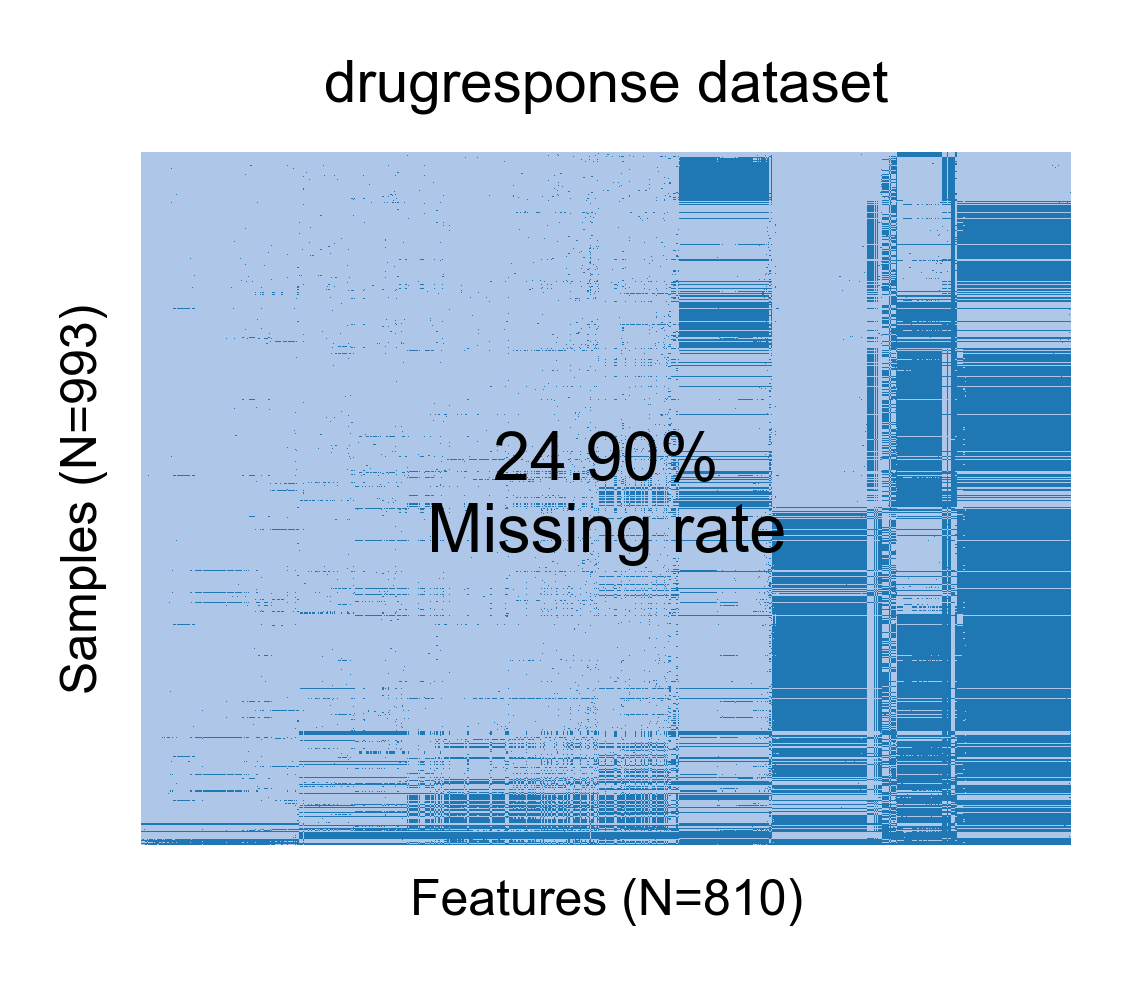 drugresponse dataset
Samples (N=993)
24.90%
Missing rate
Features (N=810)